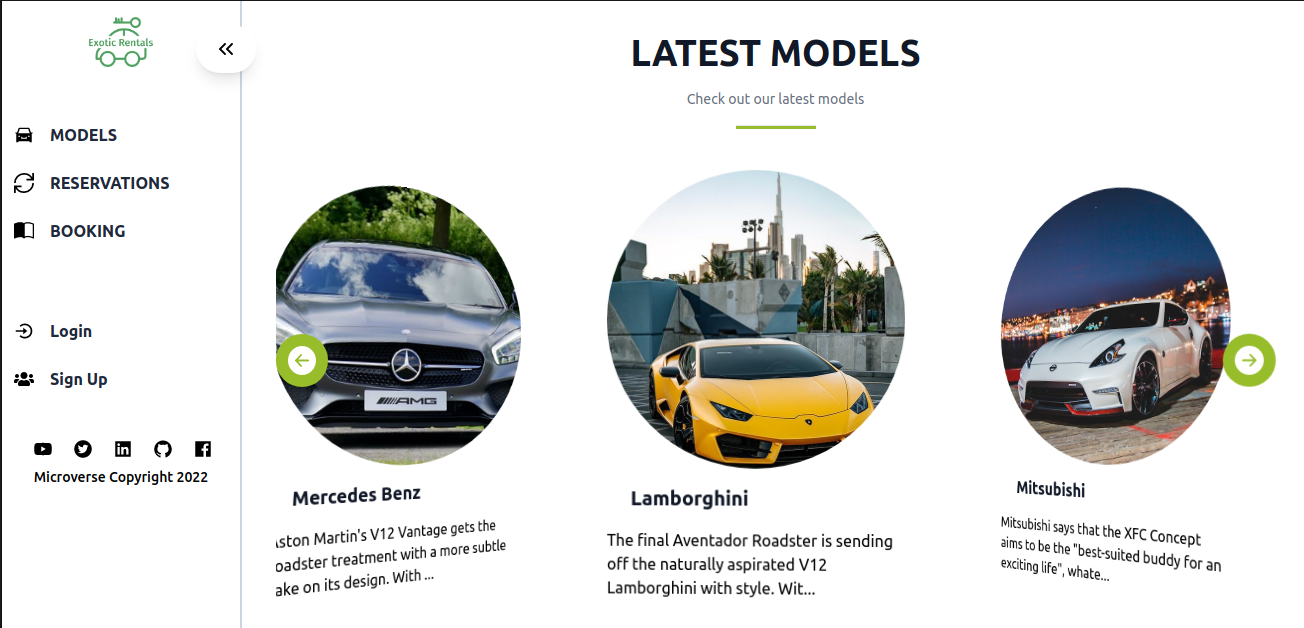 Exotic Rentals
MODELS
RESERVATIONS
BOOKING
Login
Sign Up
Microverse Copyright 2022
LATEST MODELS
Check out our latest models
AMG
Mercedes Benz
Aston Martin's V12 Vantage gets the
oadster treatment with a more subtle
ake on its design. With ...
Lamborghini
The final Aventador Roadster is sending
off the naturally aspirated V12
Lamborghini with style. Wit...
Mitsubishi
Mitsubishi says that the XFC Concept
aims to be the "best-suited buddy for an
exciting life", whate...